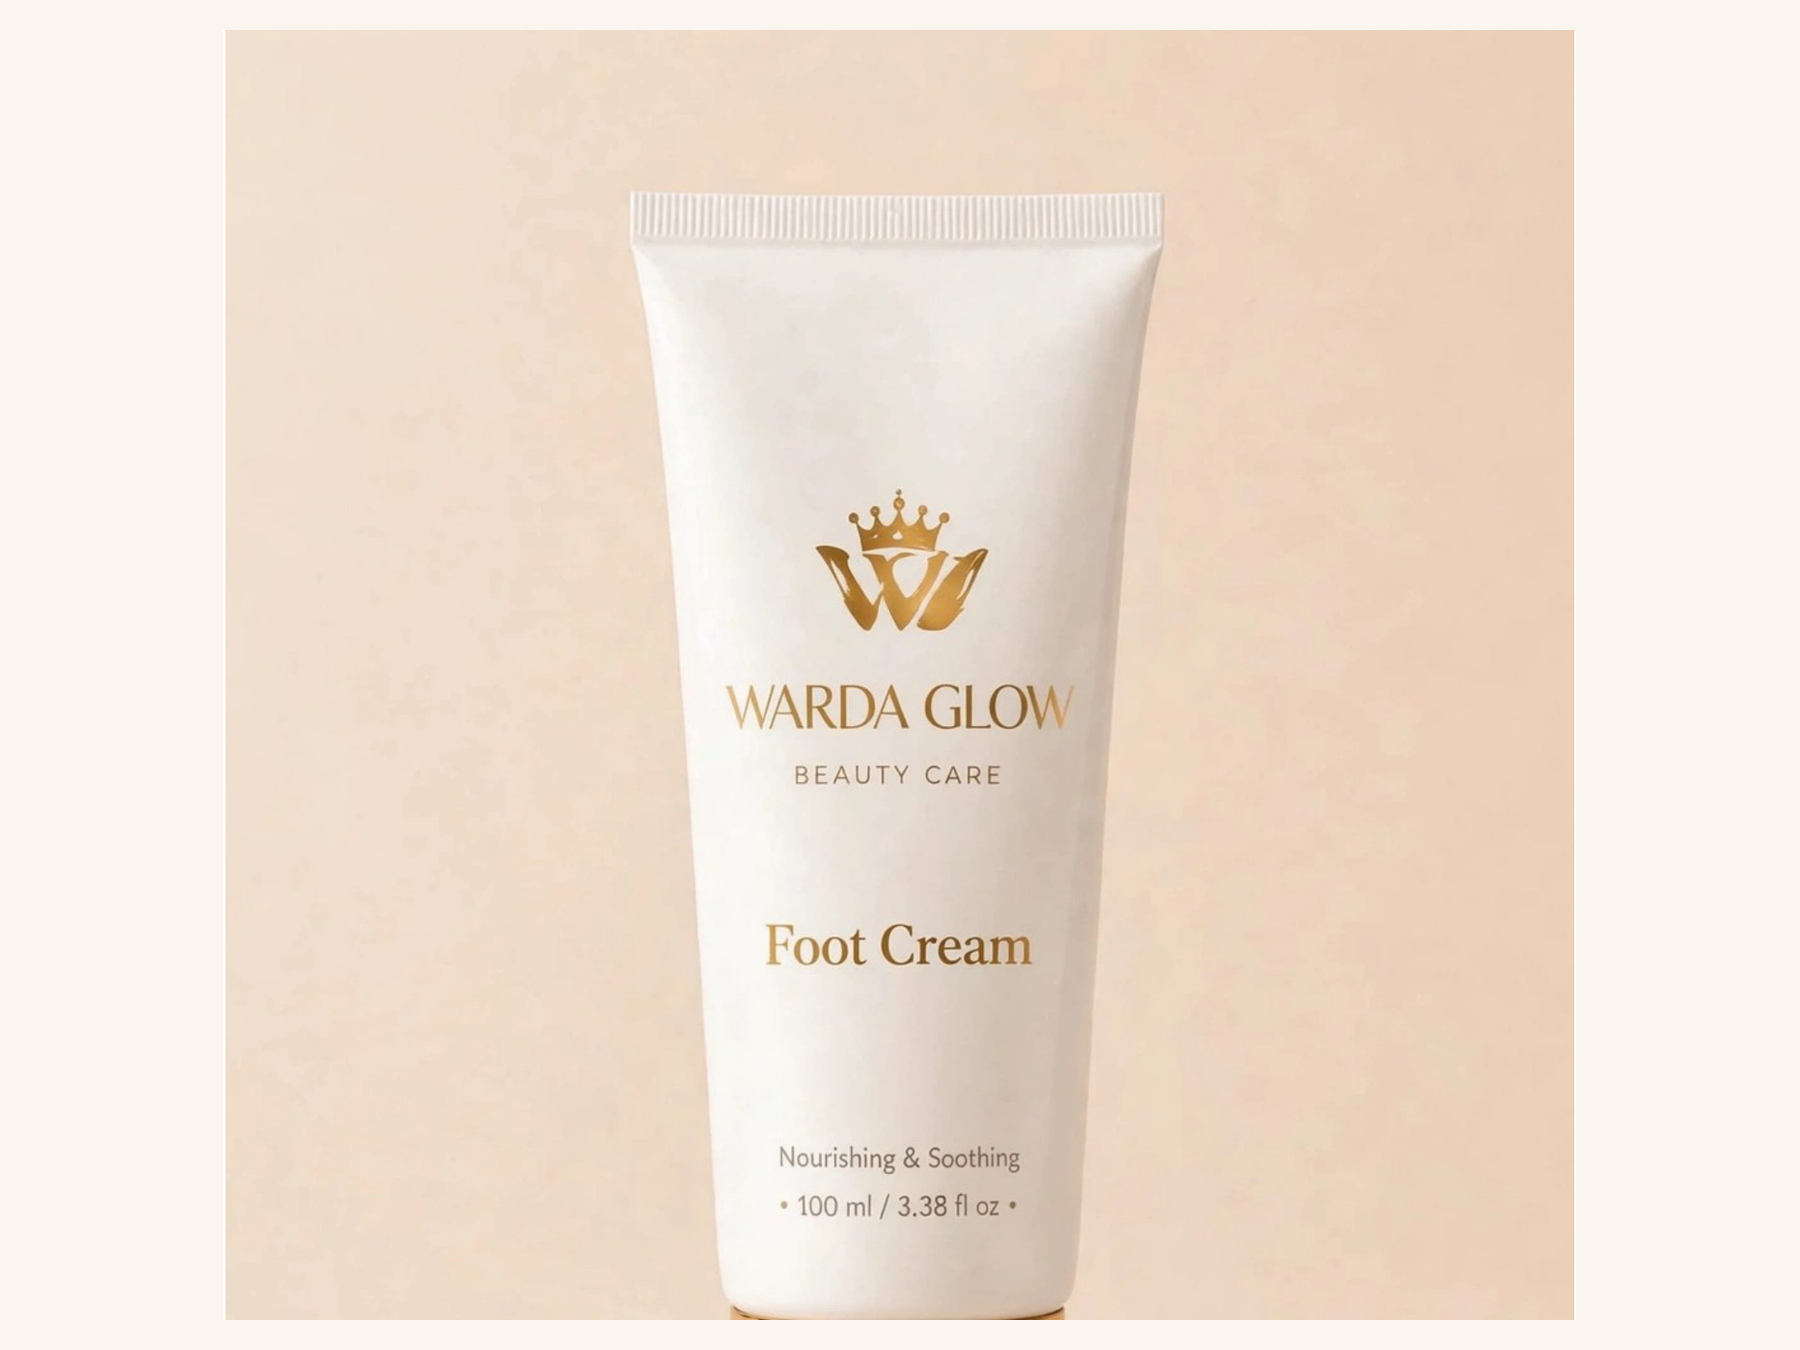 WARDA GLOW
BEAUTY CARE
Foot Cream
Nourishing & Soothing
• 100 ml / 3.38 fl oz •